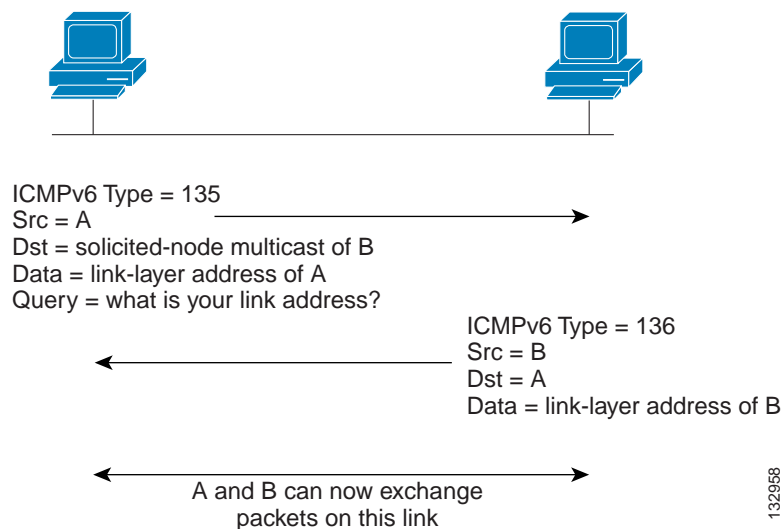 ICMPv6 Type = 135
Src = A
Dst = solicited-node multicast of B
Data = link-layer address of A
Query = what is your link address?
ICMPv6 Type = 136
Src = B
Dst = A
Data = link-layer address of B
A and B can now exchange
packets on this link
132958